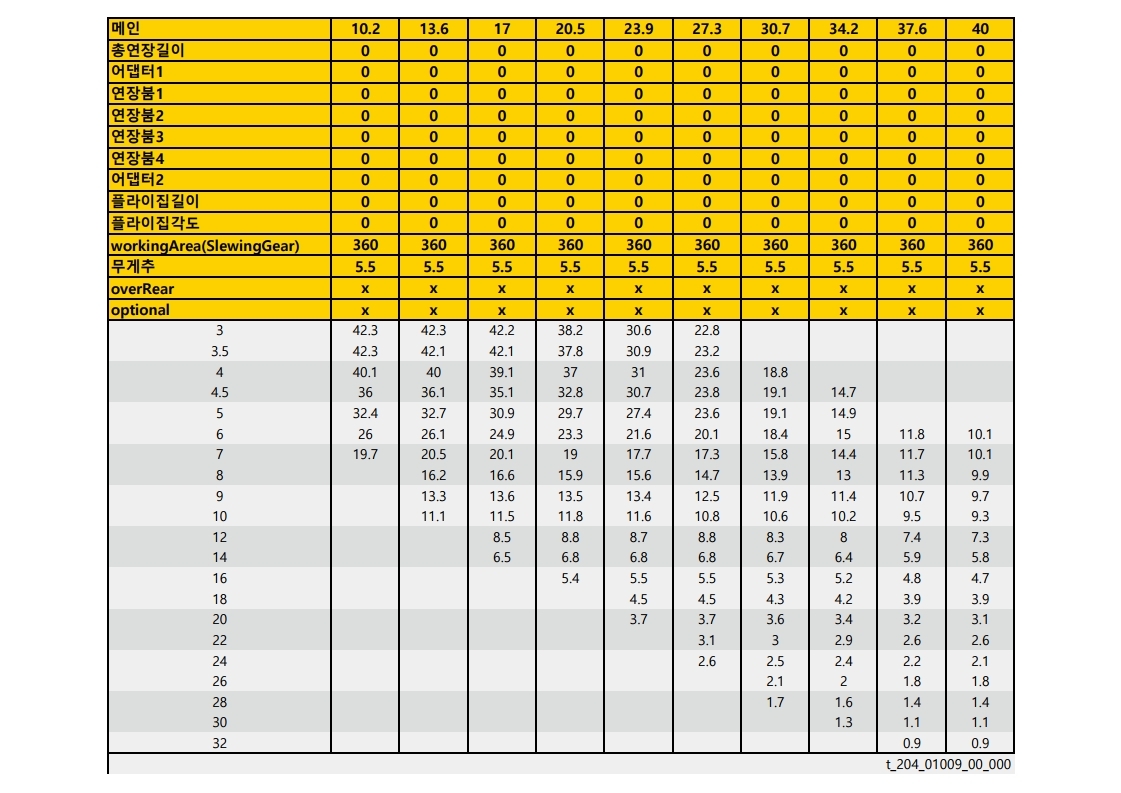 메인 10.2 13.6 17 20.5 23.9 27.3 30.7 34.2 37.6 40
총연장길이 0 0 0 0 0 0 0 0 0 0
어댑터1 0 0 0 0 0 0 0 0 0 0
연장붐1 0 0 0 0 0 0 0 0 0 0
연장붐2 0 0 0 0 0 0 0 0 0 0
연장붐3 0 0 0 0 0 0 0 0 0 0
연장붐4 0 0 0 0 0 0 0 0 0 0
어댑터2 0 0 0 0 0 0 0 0 0 0
플라이집길이 0 0 0 0 0 0 0 0 0 0
플라이집각도 0 0 0 0 0 0 0 0 0 0
workingArea(SlewingGear) 360 360 360 360 360 360 360 360 360 360
무게추 5.5 5.5 5.5 5.5 5.5 5.5 5.5 5.5 5.5 5.5
overRear x x x x x x x x x x
optional x x x x x x x x x x
3 42.3 42.3 42.2 38.2 30.6 22.8
3.5 42.3 42.1 42.1 37.8 30.9 23.2
4 40.1 40 39.1 37 31 23.6 18.8
4.5 36 36.1 35.1 32.8 30.7 23.8 19.1 14.7
5 32.4 32.7 30.9 29.7 27.4 23.6 19.1 14.9
6 26 26.1 24.9 23.3 21.6 20.1 18.4 15 11.8 10.1
7 19.7 20.5 20.1 19 17.7 17.3 15.8 14.4 11.7 10.1
8 16.2 16.6 15.9 15.6 14.7 13.9 13 11.3 9.9
9 13.3 13.6 13.5 13.4 12.5 11.9 11.4 10.7 9.7
10 11.1 11.5 11.8 11.6 10.8 10.6 10.2 9.5 9.3
12 8.5 8.8 8.7 8.8 8.3 8 7.4 7.3
14 6.5 6.8 6.8 6.8 6.7 6.4 5.9 5.8
16 5.4 5.5 5.5 5.3 5.2 4.8 4.7
18 4.5 4.5 4.3 4.2 3.9 3.9
20 3.7 3.7 3.6 3.4 3.2 3.1
22 3.1 3 2.9 2.6 2.6
24 2.6 2.5 2.4 2.2 2.1
26 2.1 2 1.8 1.8
28 1.7 1.6 1.4 1.4
30 1.3 1.1 1.1
32 0.9 0.9
t_204_01009_00_000